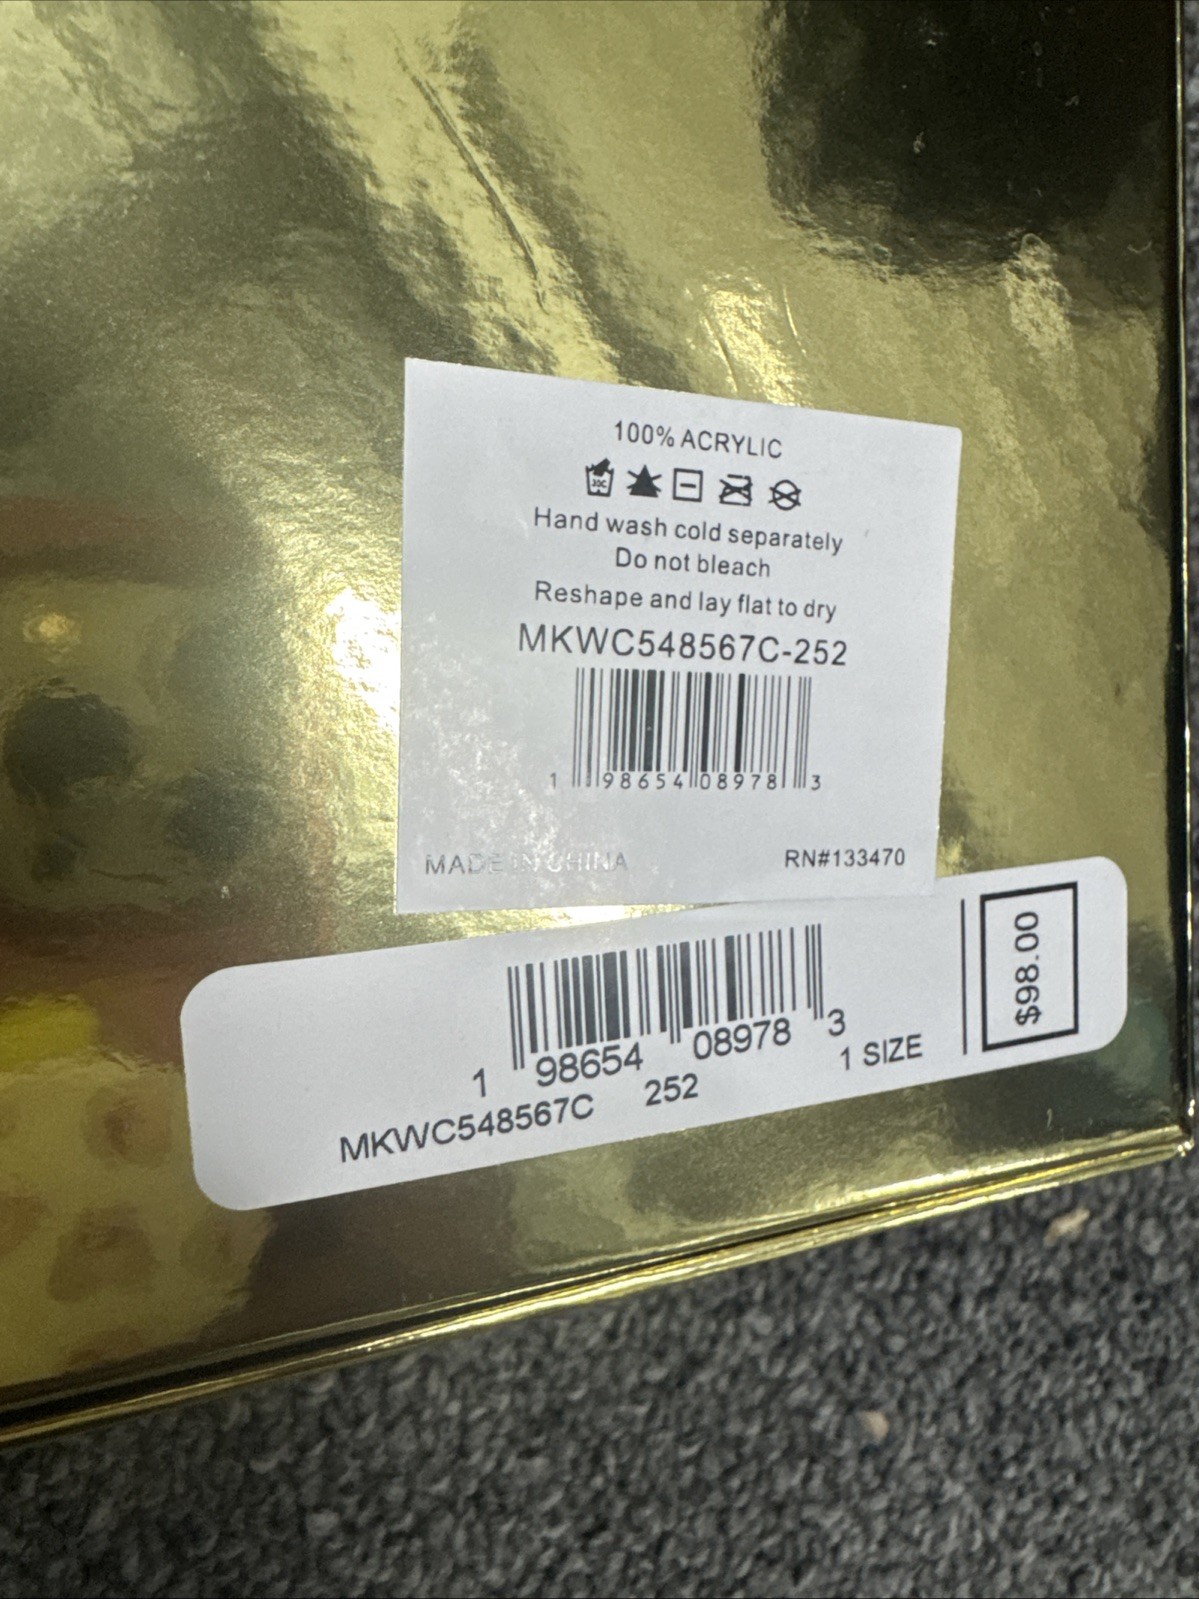 100% ACRYLIC
30C
Hand wash cold separately
Do not bleach
Reshape and lay flat to dry
MKWC548567C-252
1 98654 08978 3
MADE IN CHINA
RN#133470
1 98654 08978 3
MKWC548567C 252 1 SIZE
$98.00